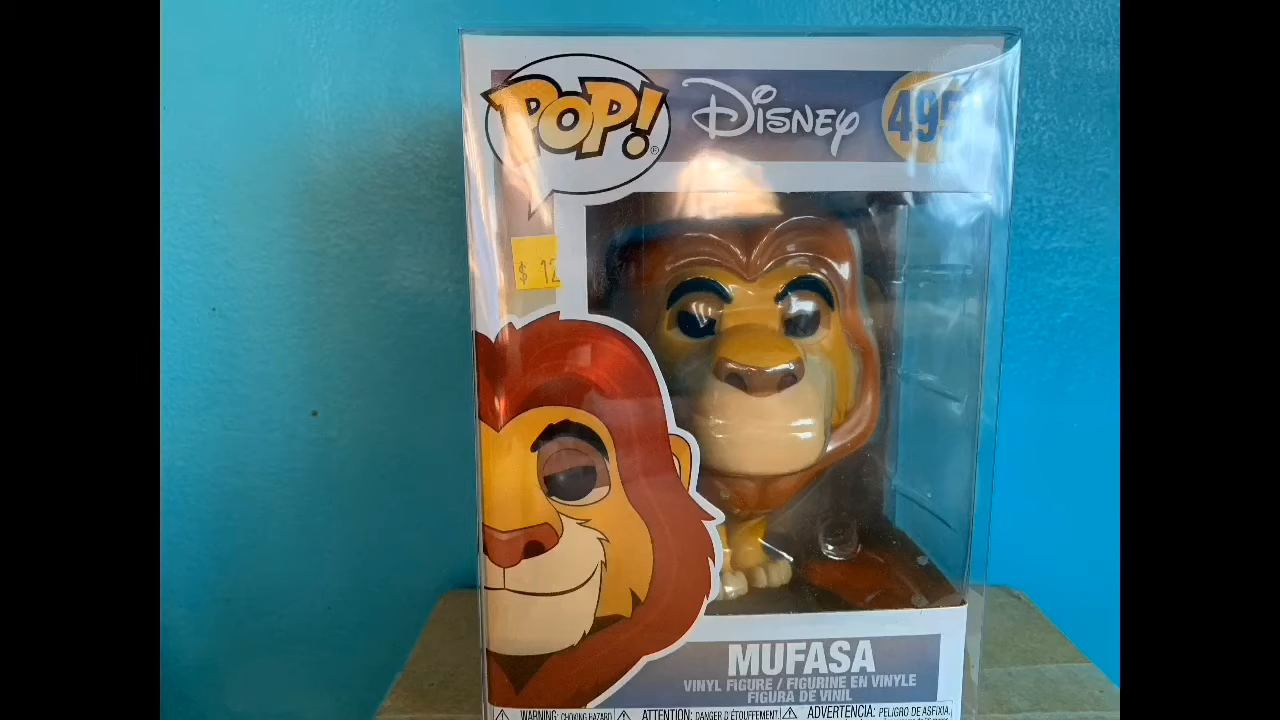 POP!
Disney
495
$ 12
MUFASA
VINYL FIGURE / FIGURINE EN VINYLE
FIGURA DE VINIL
WARNING: CHOKING HAZARD
ATTENTION: DANGER D'ÉTOUFFEMENT
ADVERTENCIA: PELIGRO DE ASFIXIA.